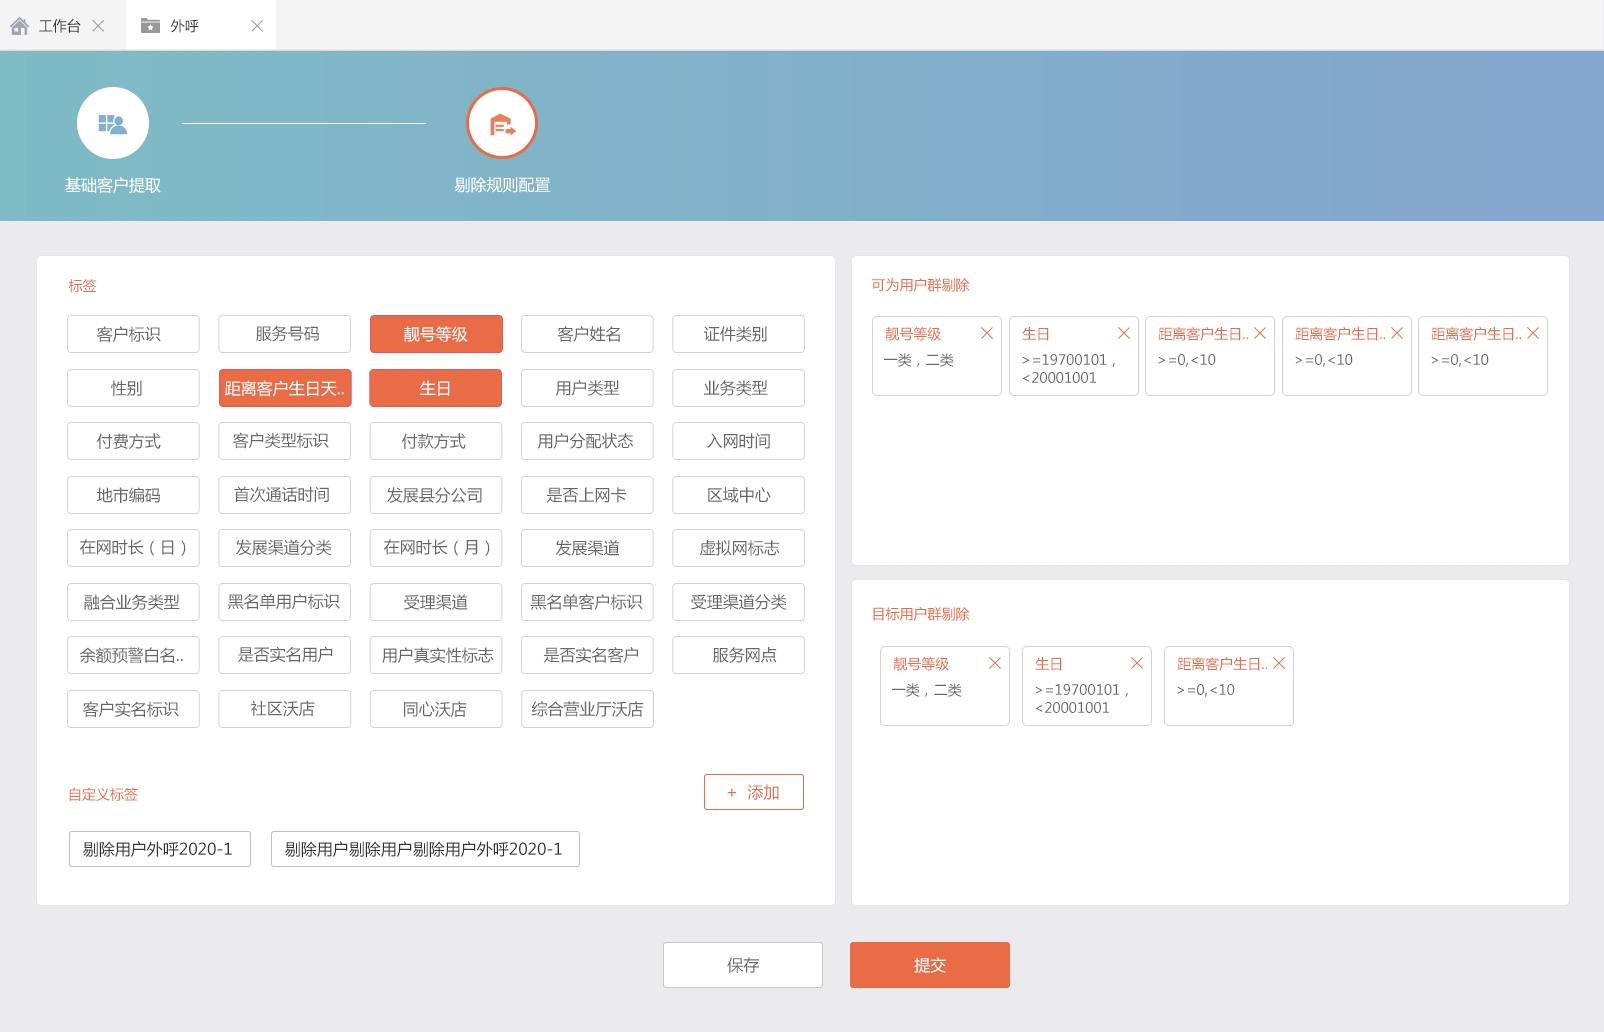 工作台
外呼
基础客户提取
剔除规则配置
标签
客户标识 服务号码 靓号等级 客户姓名 证件类别
性别 距离客户生日天.. 生日 用户类型 业务类型
付费方式 客户类型标识 付款方式 用户分配状态 入网时间
地市编码 首次通话时间 发展县分公司 是否上网卡 区域中心
在网时长（日） 发展渠道分类 在网时长（月） 发展渠道 虚拟网标志
融合业务类型 黑名单用户标识 受理渠道 黑名单客户标识 受理渠道分类
余额预警白名.. 是否实名用户 用户真实性标志 是否实名客户 服务网点
客户实名标识 社区沃店 同心沃店 综合营业厅沃店
自定义标签
+ 添加
剔除用户外呼2020-1 剔除用户剔除用户剔除用户外呼2020-1
可为用户群剔除
靓号等级
一类，二类
生日
>=19700101，
<20001001
距离客户生日..
>=0,<10
距离客户生日..
>=0,<10
距离客户生日..
>=0,<10
目标用户群剔除
靓号等级
一类，二类
生日
>=19700101，
<20001001
距离客户生日..
>=0,<10
保存
提交